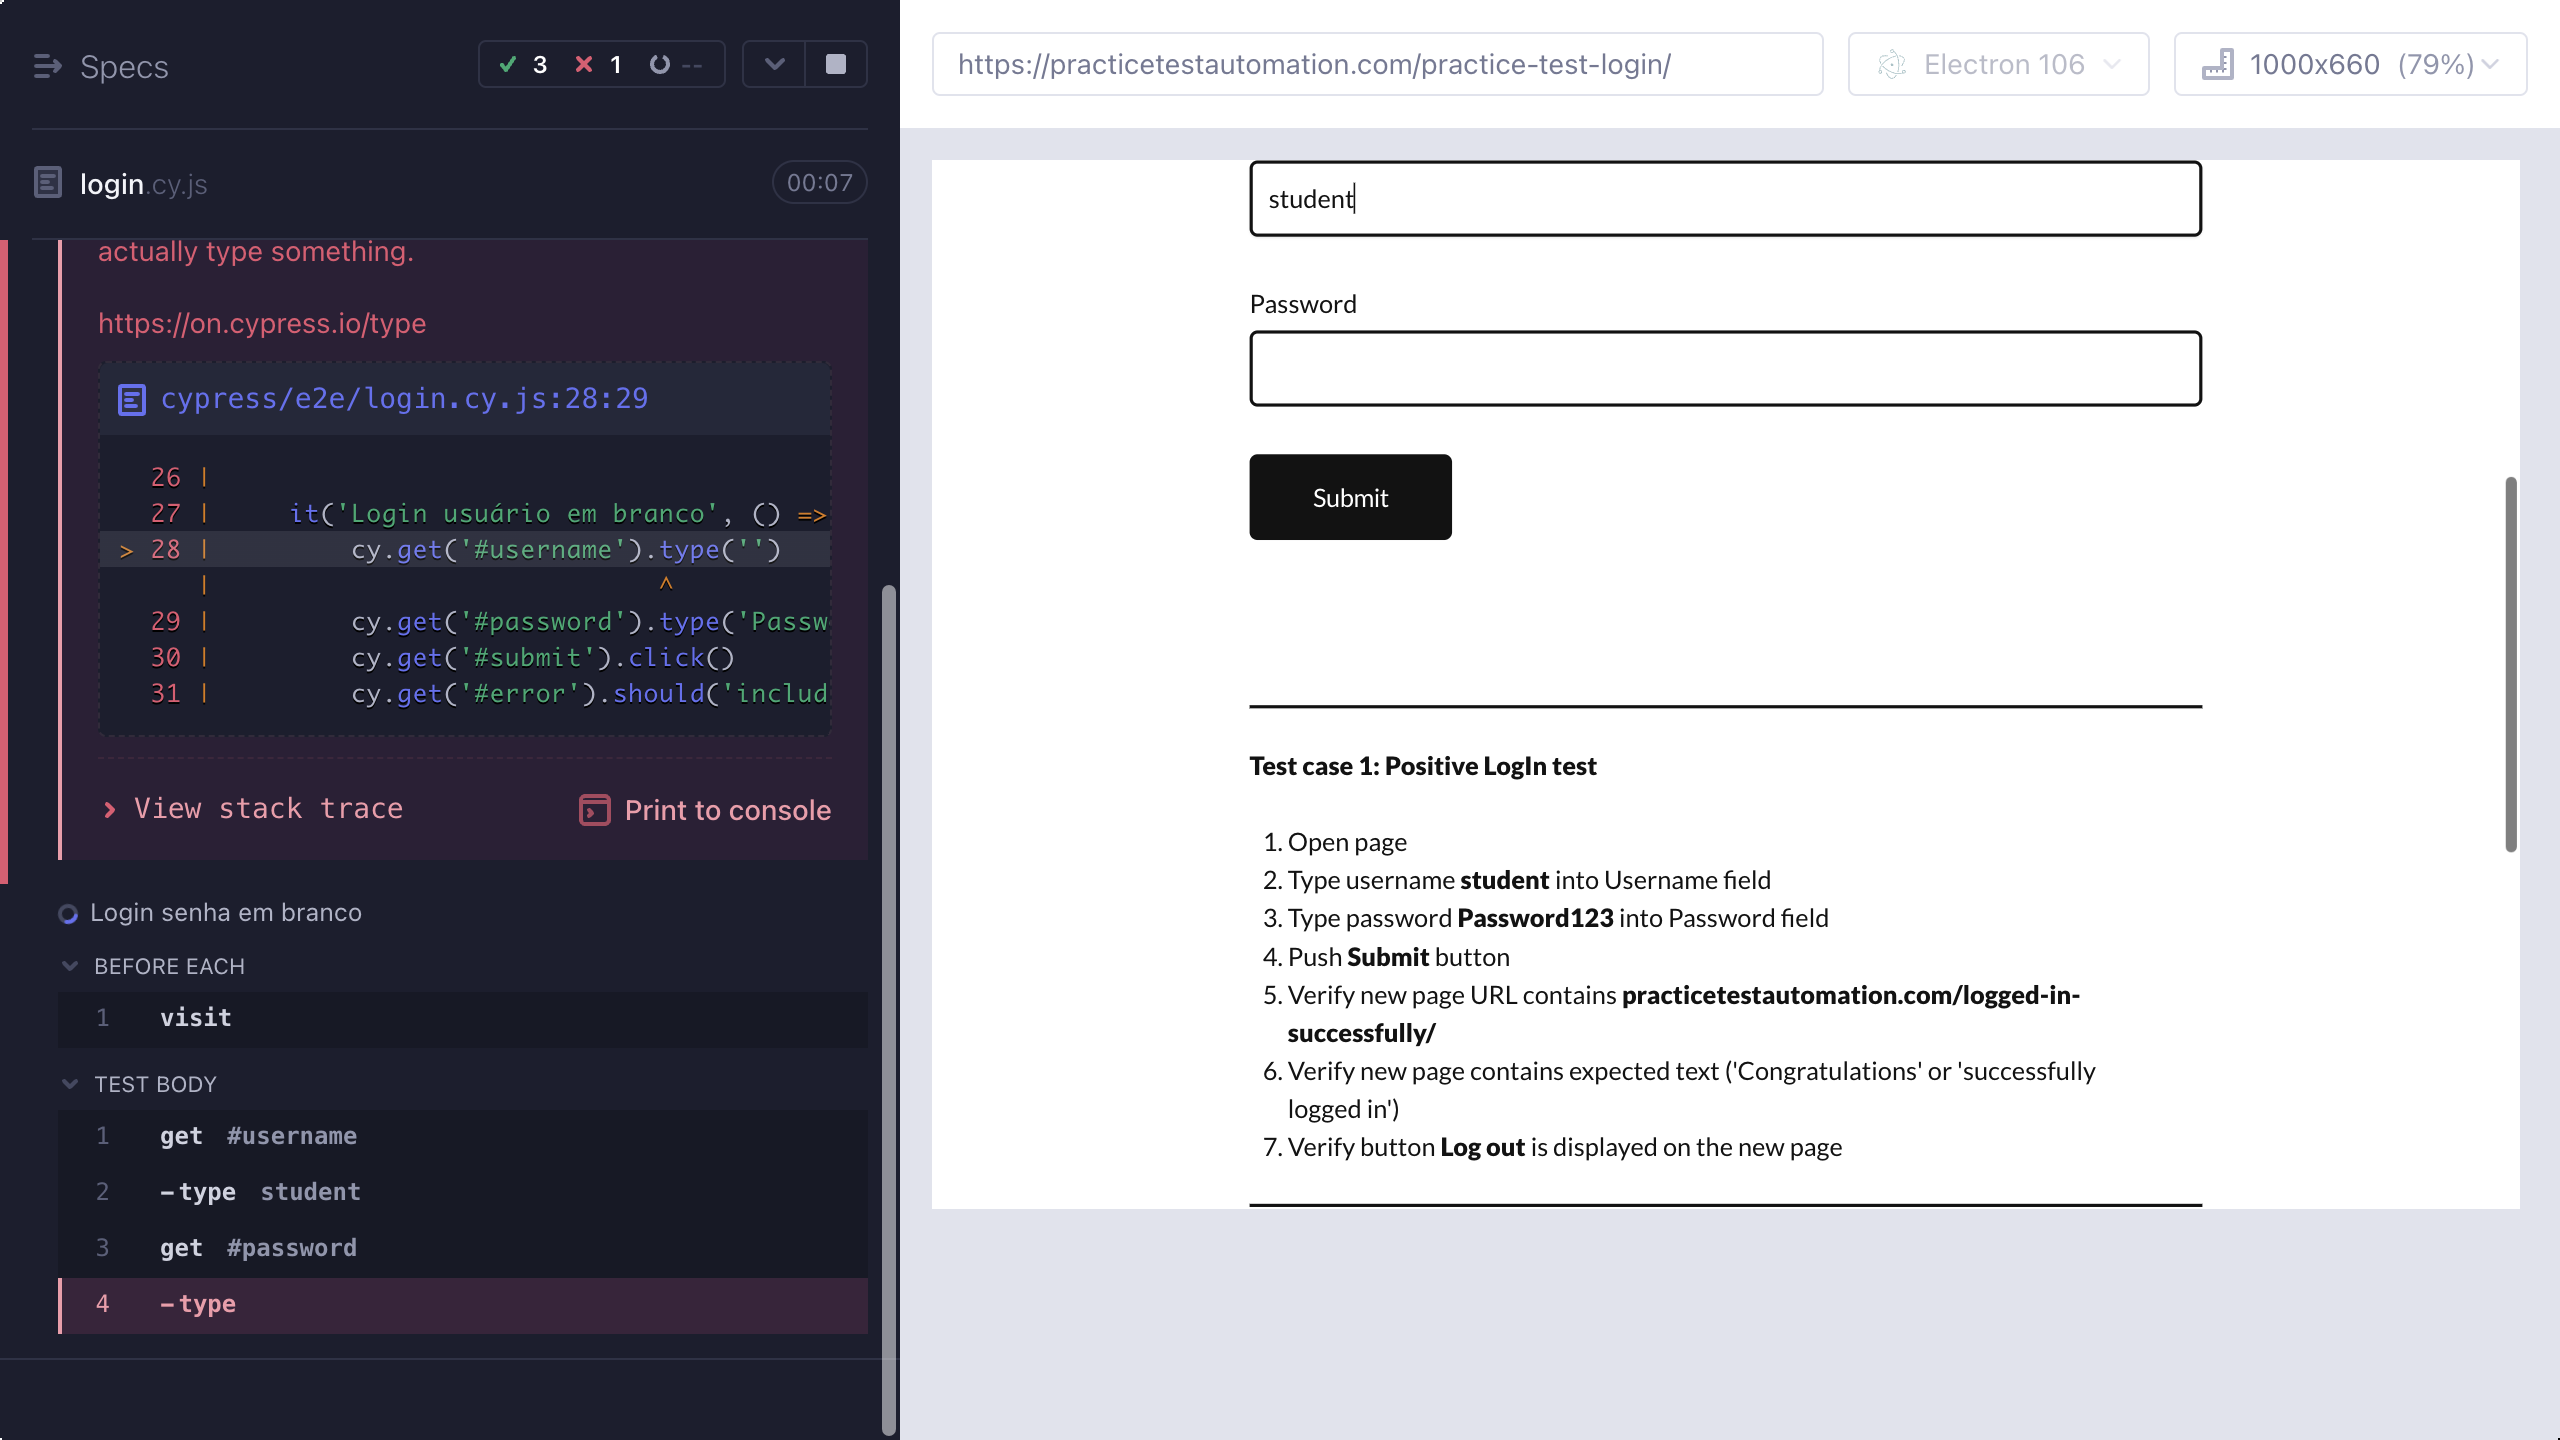 Specs
3 1 --
login.cy.js
00:07
actually type something.
https://on.cypress.io/type
cypress/e2e/login.cy.js:28:29
26 |
27 | it('Login usuário em branco', () =>
> 28 | cy.get('#username').type('')
| ^
29 | cy.get('#password').type('Passw
30 | cy.get('#submit').click()
31 | cy.get('#error').should('includ
View stack trace
Print to console
Login senha em branco
BEFORE EACH
1 visit
TEST BODY
1 get #username
2 -type student
3 get #password
4 -type
https://practicetestautomation.com/practice-test-login/
Electron 106
1000x660 (79%)
student
Password
Submit
Test case 1: Positive LogIn test
1. Open page
2. Type username student into Username field
3. Type password Password123 into Password field
4. Push Submit button
5. Verify new page URL contains practicetestautomation.com/logged-in-
successfully/
6. Verify new page contains expected text ('Congratulations' or 'successfully
logged in')
7. Verify button Log out is displayed on the new page